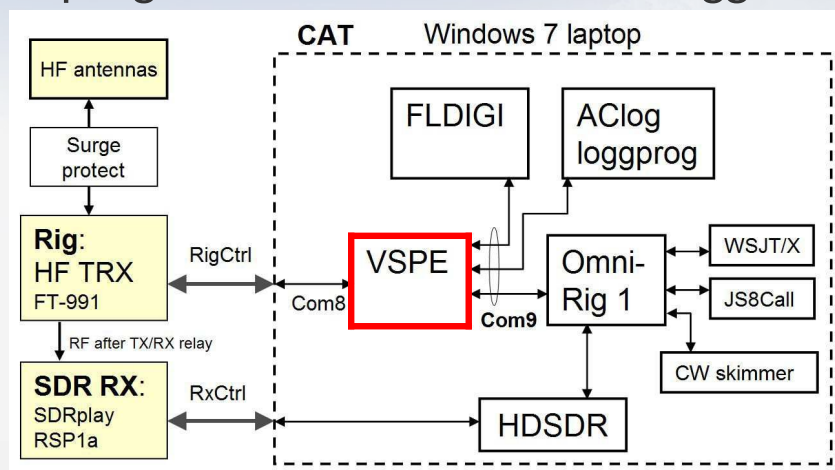 CAT
Windows 7 laptop
HF antennas
Surge
protect
Rig:
HF TRX
FT-991
RigCtrl
RF after TX/RX relay
SDR RX:
SDRplay
RSP1a
RxCtrl
FLDIGI
AClog
loggprog
VSPE
Com8
Com9
Omni-
Rig 1
WSJT/X
JS8Call
CW skimmer
HDSDR